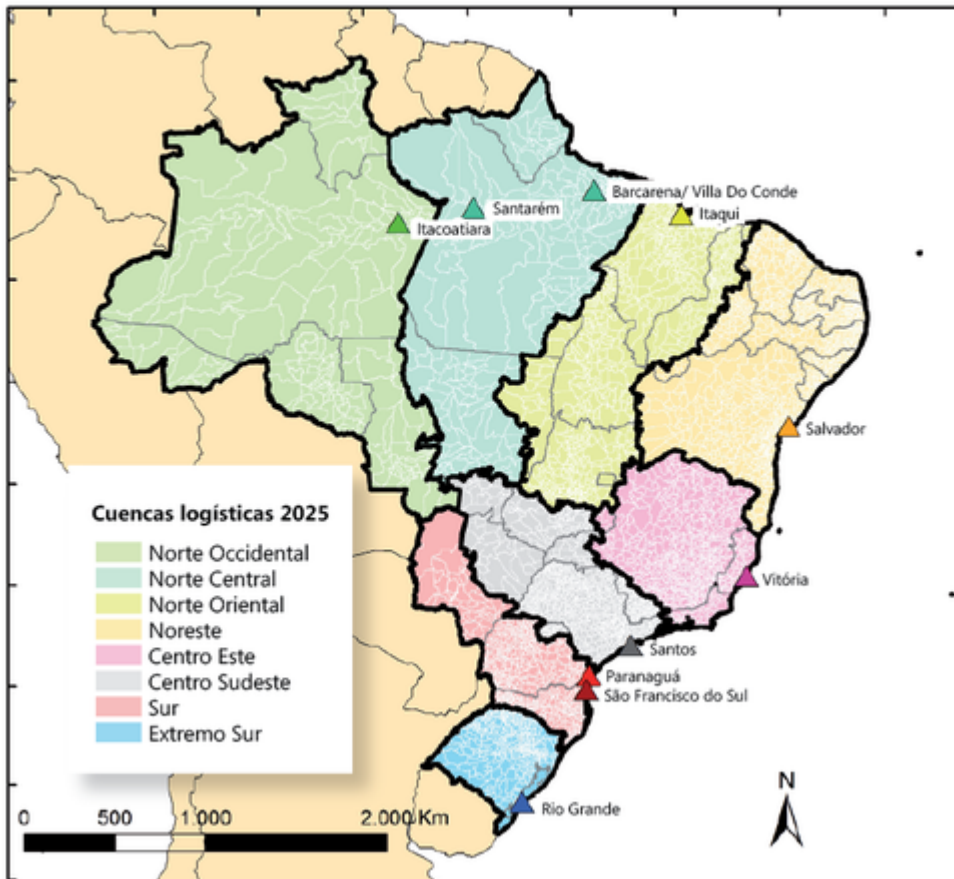 Barcarena/ Villa Do Conde
Santarém
Itaqui
Itacoatiara
Salvador
Cuencas logísticas 2025
Norte Occidental
Norte Central
Norte Oriental
Noreste
Centro Este
Centro Sudeste
Sur
Extremo Sur
Vitória
Santos
Paranaguá
São Francisco do Sul
Rio Grande
N
0 500 1.000 2.000 Km